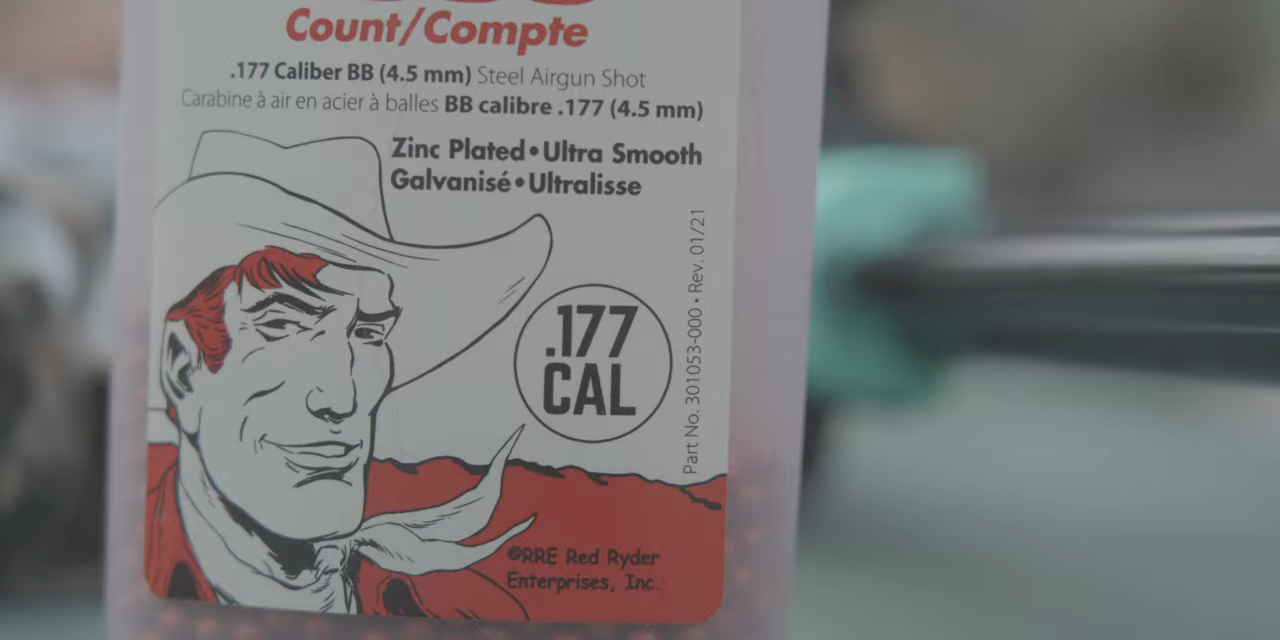 Count/Compte
.177 Caliber BB (4.5 mm) Steel Airgun Shot
Carabine à air en acier à balles BB calibre .177 (4.5 mm)
Zinc Plated • Ultra Smooth
Galvanisé • Ultralisse
.177
CAL
Part No. 301053-000 • Rev. 01/21
©RRE Red Ryder
Enterprises, Inc.